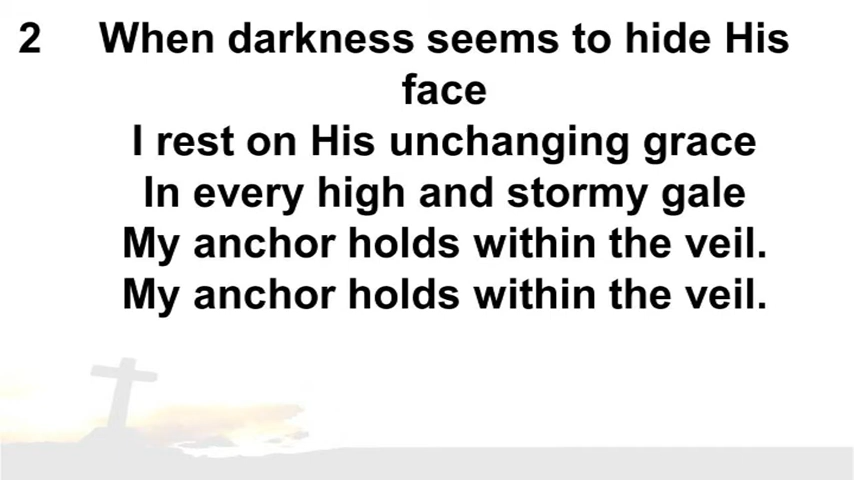 2 When darkness seems to hide His
face
I rest on His unchanging grace
In every high and stormy gale
My anchor holds within the veil.
My anchor holds within the veil.